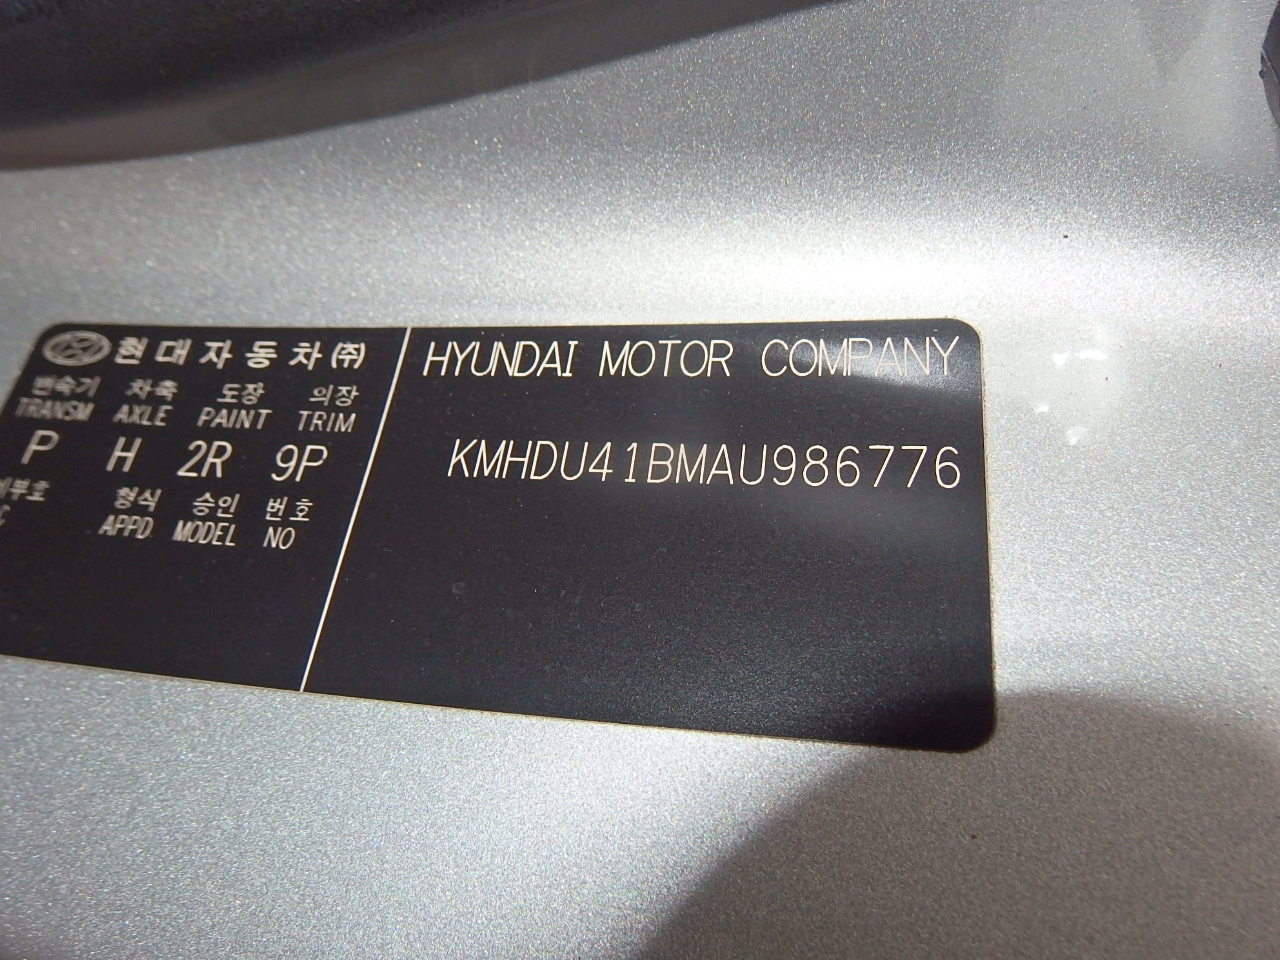 현대자동차(주)
변속기 차축 도장 의장
TRANSM AXLE PAINT TRIM
P H 2R 9P
형식 승인 번호
APPD MODEL NO
HYUNDAI MOTOR COMPANY
KMHDU41BMAU986776